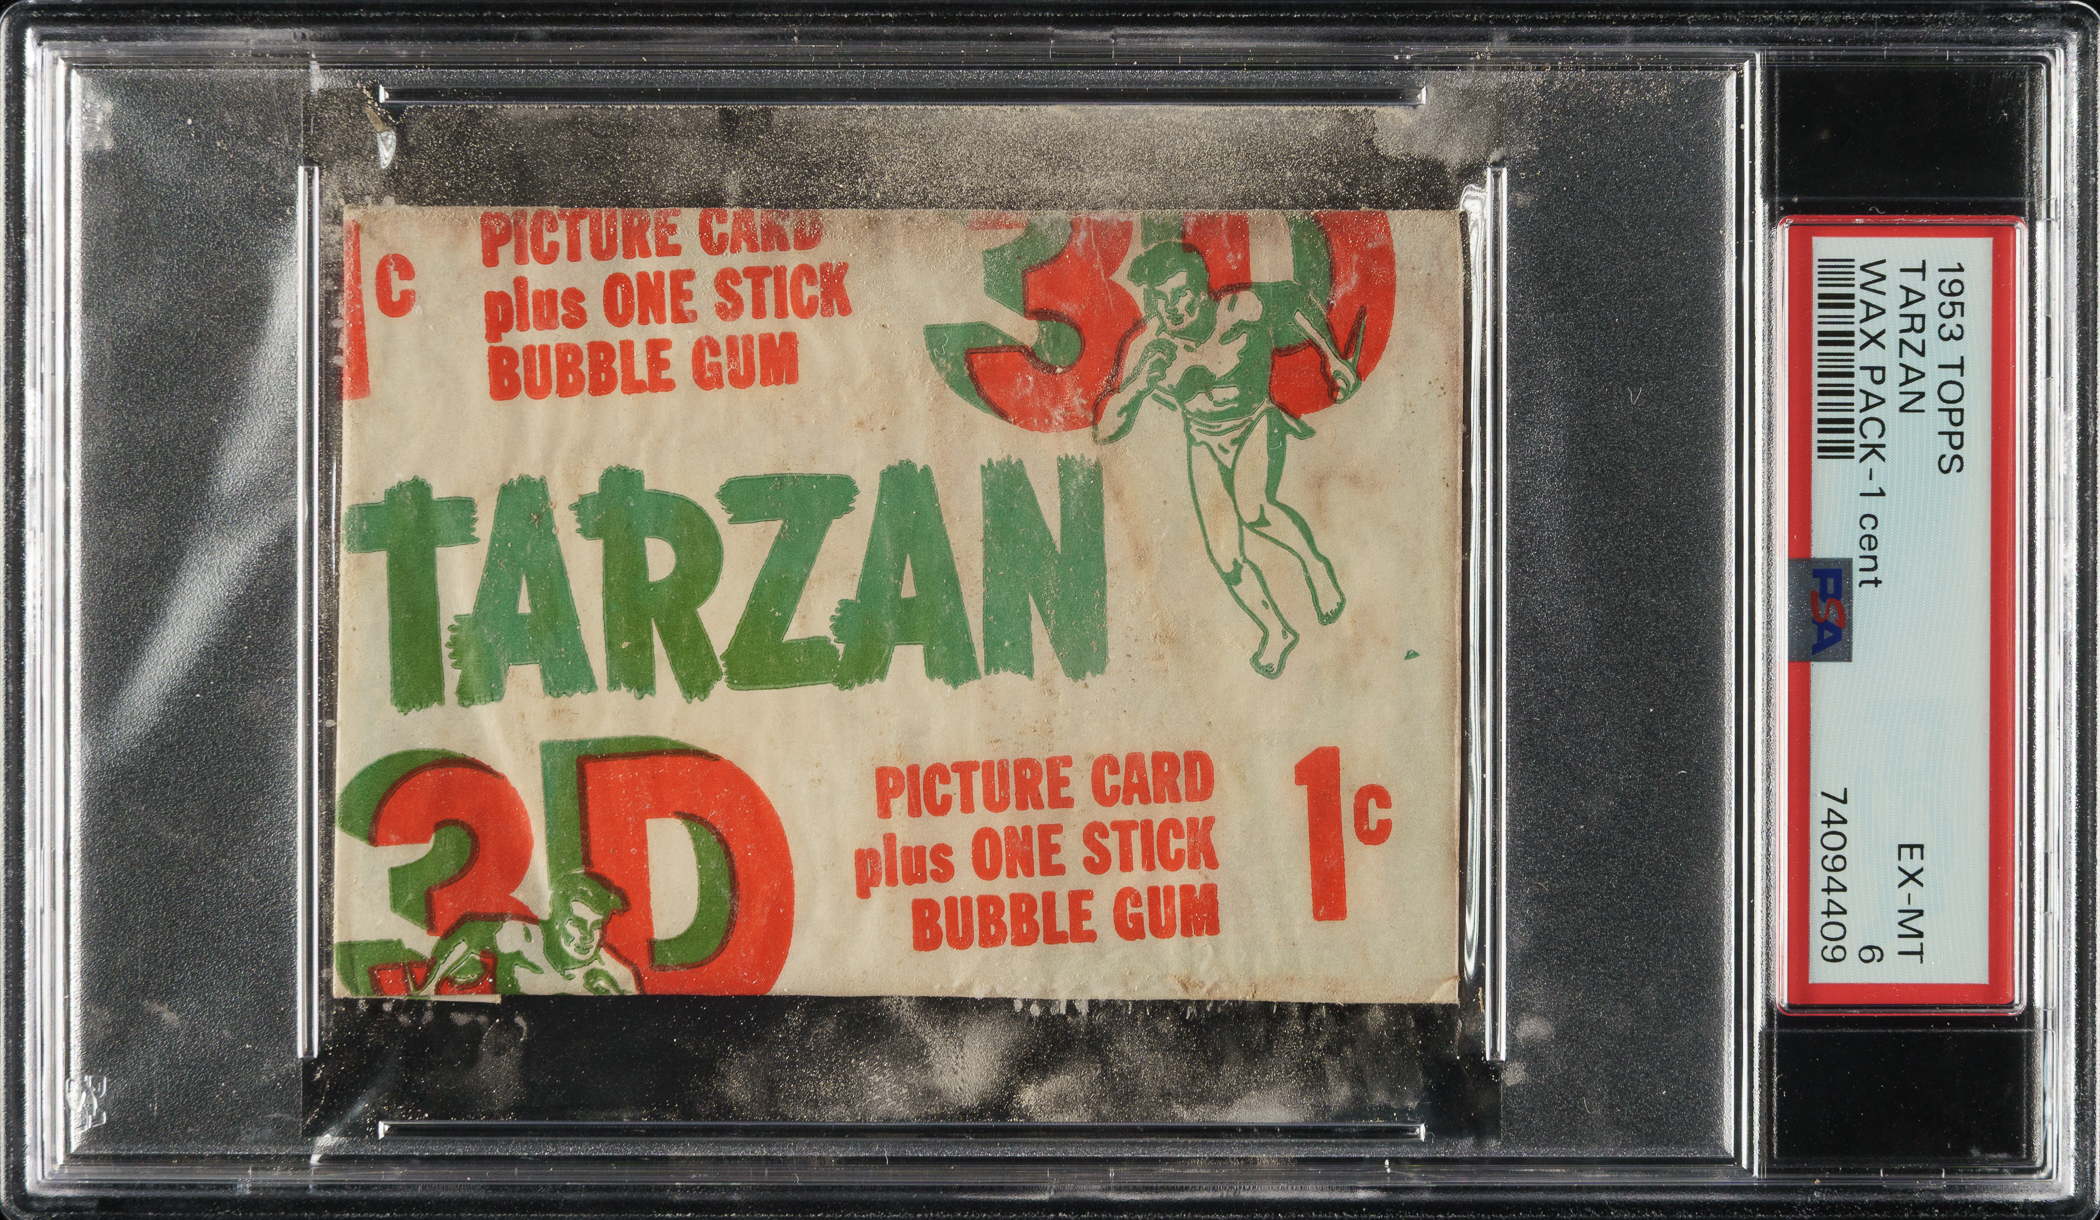 1c
PICTURE CARD
plus ONE STICK
BUBBLE GUM
3D
TARZAN
3D
PICTURE CARD
plus ONE STICK
BUBBLE GUM
1c
1953 TOPPS
TARZAN EX-MT
WAX PACK-1 cent 6
74094409
PSA